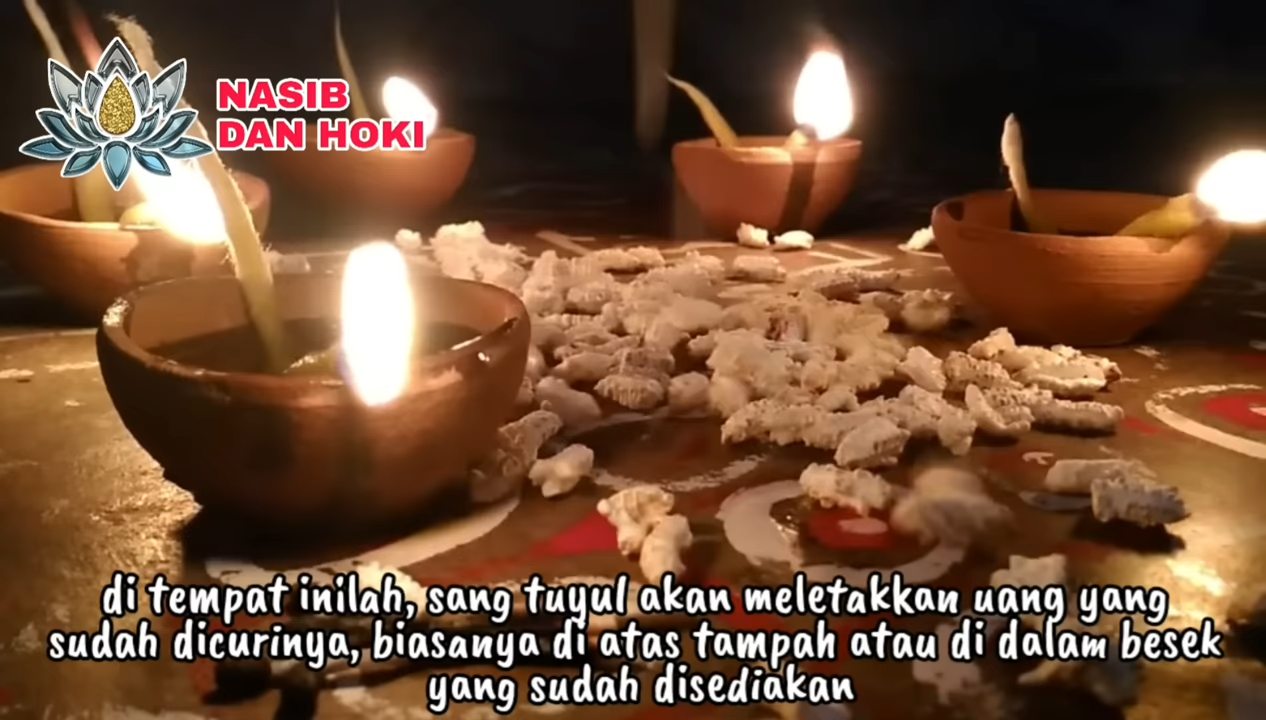 NASIB
DAN HOKI
di tempat inilah, sang tuyul akan meletakkan uang yang
sudah dicurinya, biasanya di atas tampah atau di dalam besek
yang sudah disediakan